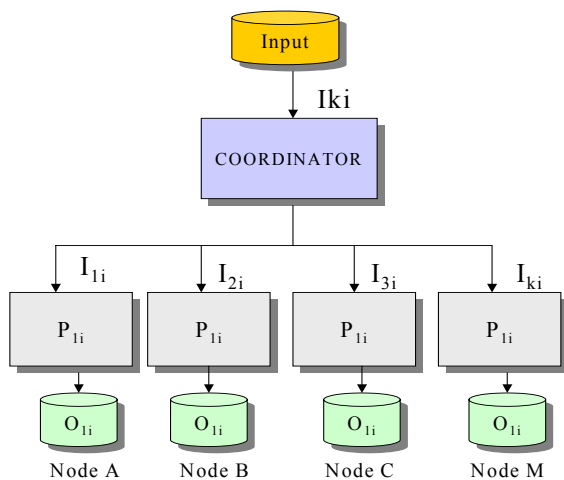 Input
Iki
COORDINATOR
I1i I2i I3i Iki
P1i P1i P1i P1i
O1i O1i O1i O1i
Node A Node B Node C Node M